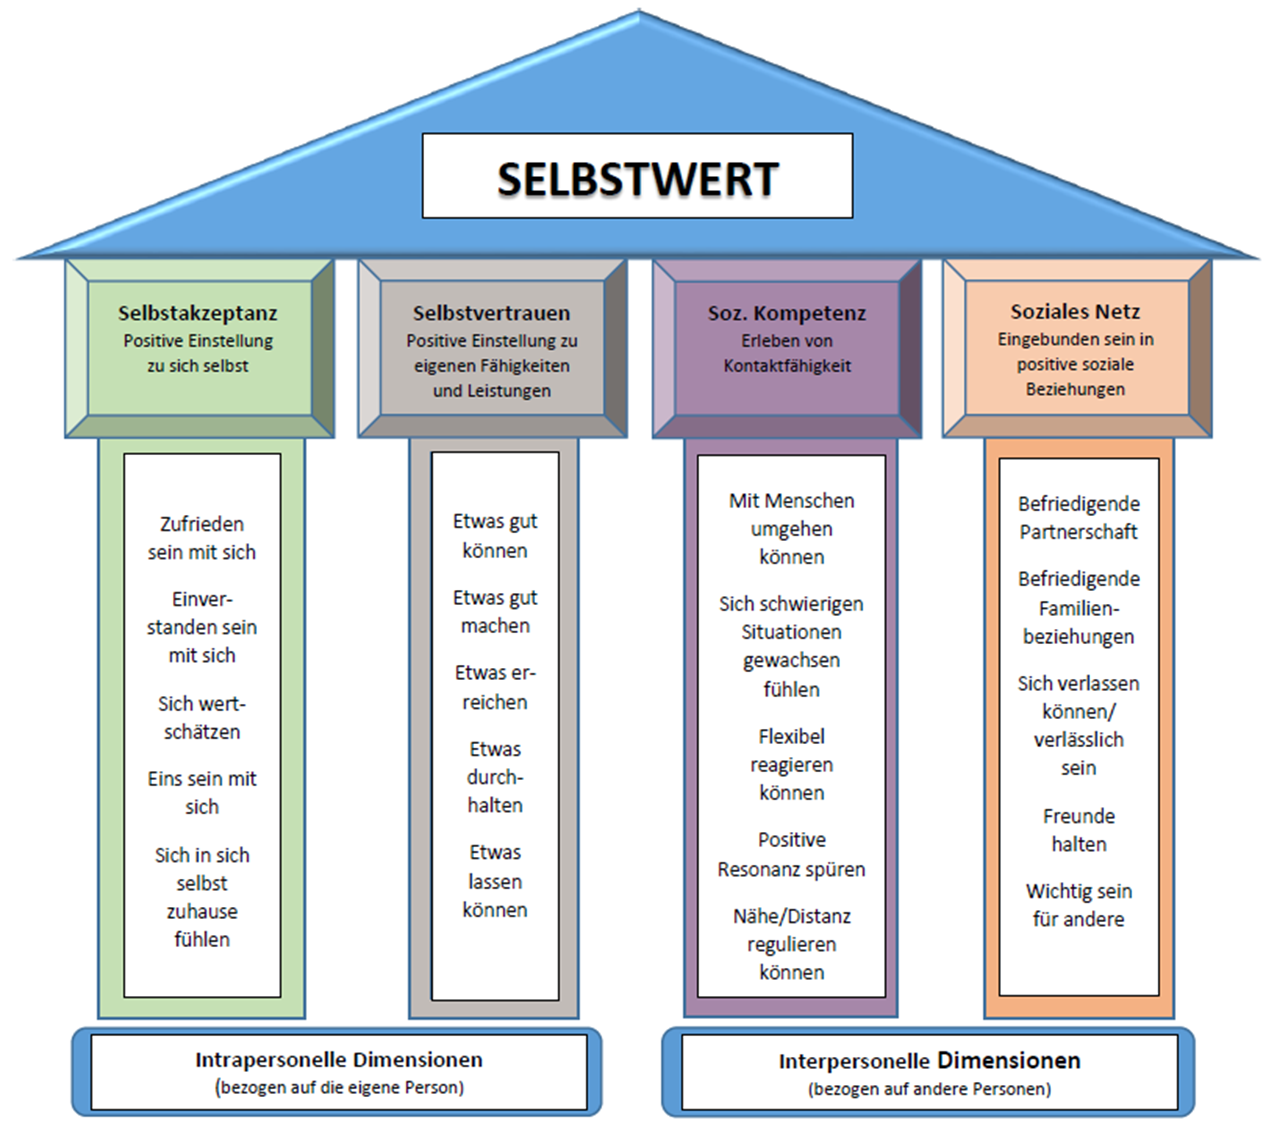 SELBSTWERT
Selbstakzeptanz
Positive Einstellung
zu sich selbst
Selbstvertrauen
Positive Einstellung zu
eigenen Fähigkeiten
und Leistungen
Soz. Kompetenz
Erleben von
Kontaktfähigkeit
Soziales Netz
Eingebunden sein in
positive soziale
Beziehungen
Zufrieden
sein mit sich
Einver-
standen sein
mit sich
Sich wert-
schätzen
Eins sein mit
sich
Sich in sich
selbst
zuhause
fühlen
Etwas gut
können
Etwas gut
machen
Etwas er-
reichen
Etwas
durch-
halten
Etwas
lassen
können
Mit Menschen
umgehen
können
Sich schwierigen
Situationen
gewachsen
fühlen
Flexibel
reagieren
können
Positive
Resonanz spüren
Nähe/Distanz
regulieren
können
Befriedigende
Partnerschaft
Befriedigende
Familien-
beziehungen
Sich verlassen
können/
verlässlich
sein
Freunde
halten
Wichtig sein
für andere
Intrapersonelle Dimensionen
(bezogen auf die eigene Person)
Interpersonelle Dimensionen
(bezogen auf andere Personen)